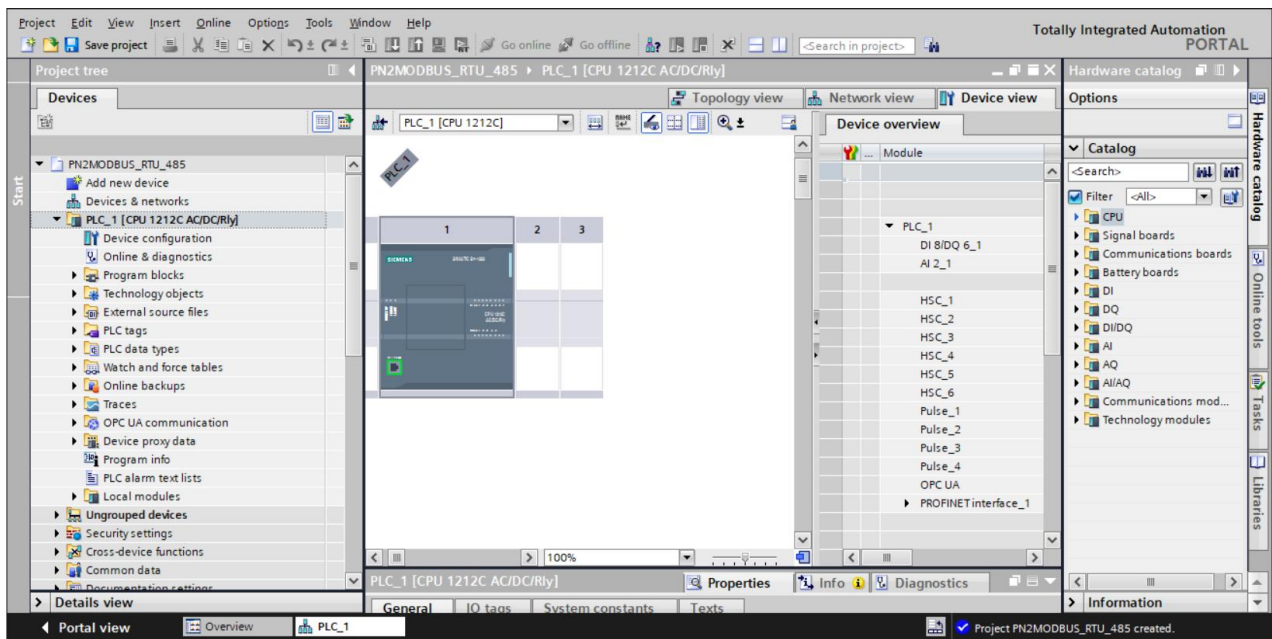 Project Edit View Insert Online Options Tools Window Help
Totally Integrated Automation
PORTAL
Save project
Go online
Go offline
<Search in project>
Project tree
PN2MODBUS_RTU_485 PLC_1 [CPU 1212C AC/DC/Rly]
Hardware catalog
Devices
Topology view
Network view
Device view
Options
PLC_1 [CPU 1212C]
Device overview
Module
Catalog
<Search>
Filter
<All>
Start
PN2MODBUS_RTU_485
Add new device
Devices & networks
PLC_1 [CPU 1212C AC/DC/Rly]
Device configuration
Online & diagnostics
Program blocks
Technology objects
External source files
PLC tags
PLC data types
Watch and force tables
Online backups
Traces
OPC UA communication
Device proxy data
Program info
PLC alarm text lists
Local modules
Ungrouped devices
Security settings
Cross-device functions
Common data
Documentation settings
Details view
PLC_1
1 2 3
SIEMENS
100%
...
PLC_1
DI 8/DQ 6_1
AI 2_1
HSC_1
HSC_2
HSC_3
HSC_4
HSC_5
HSC_6
Pulse_1
Pulse_2
Pulse_3
Pulse_4
OPC UA
PROFINET interface_1
CPU
Signal boards
Communications boards
Battery boards
DI
DQ
DI/DQ
AI
AQ
AI/AQ
Communications mod...
Technology modules
Hardware catalog
Online tools
Tasks
Libraries
PLC_1 [CPU 1212C AC/DC/Rly]
Properties
Info
Diagnostics
General
IO tags
System constants
Texts
Information
Portal view
Overview
PLC_1
Project PN2MODBUS_RTU_485 created.